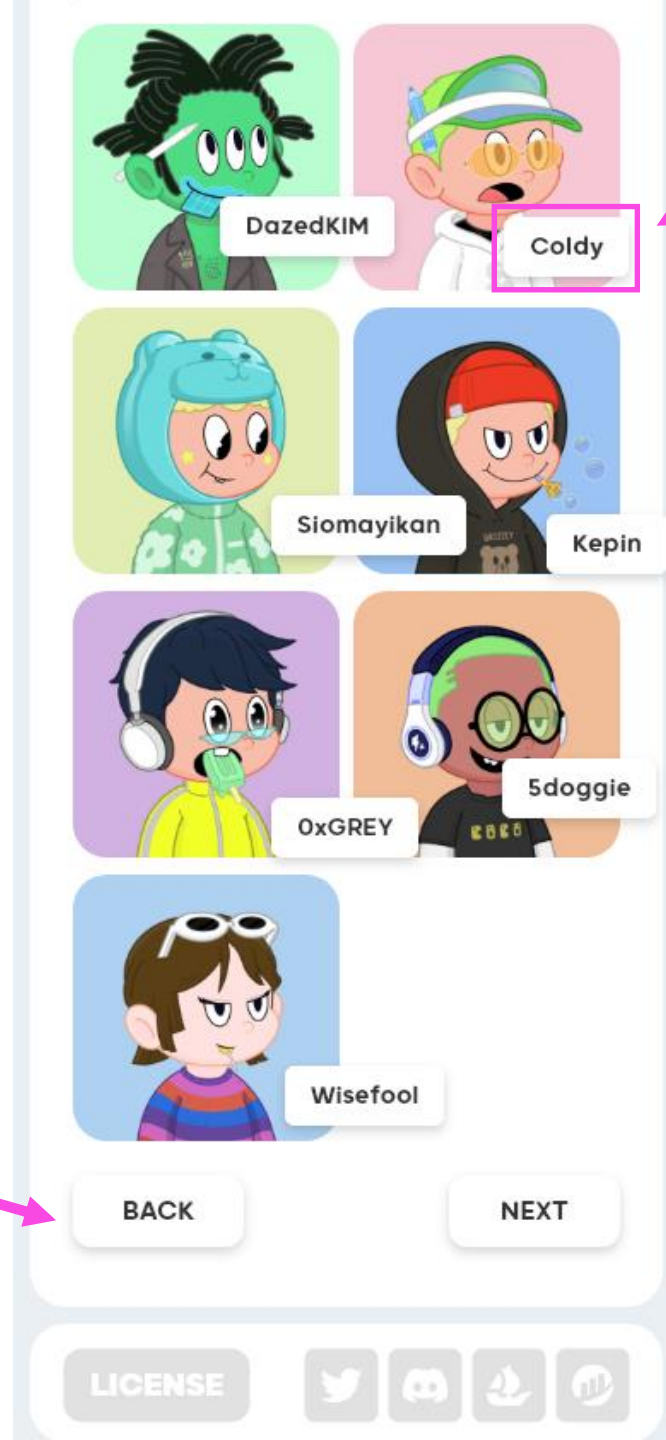 DazedKIM
Coldy
Siomayikan
Kepin
0xGREY
5doggie
Wisefool
BACK
NEXT
LICENSE